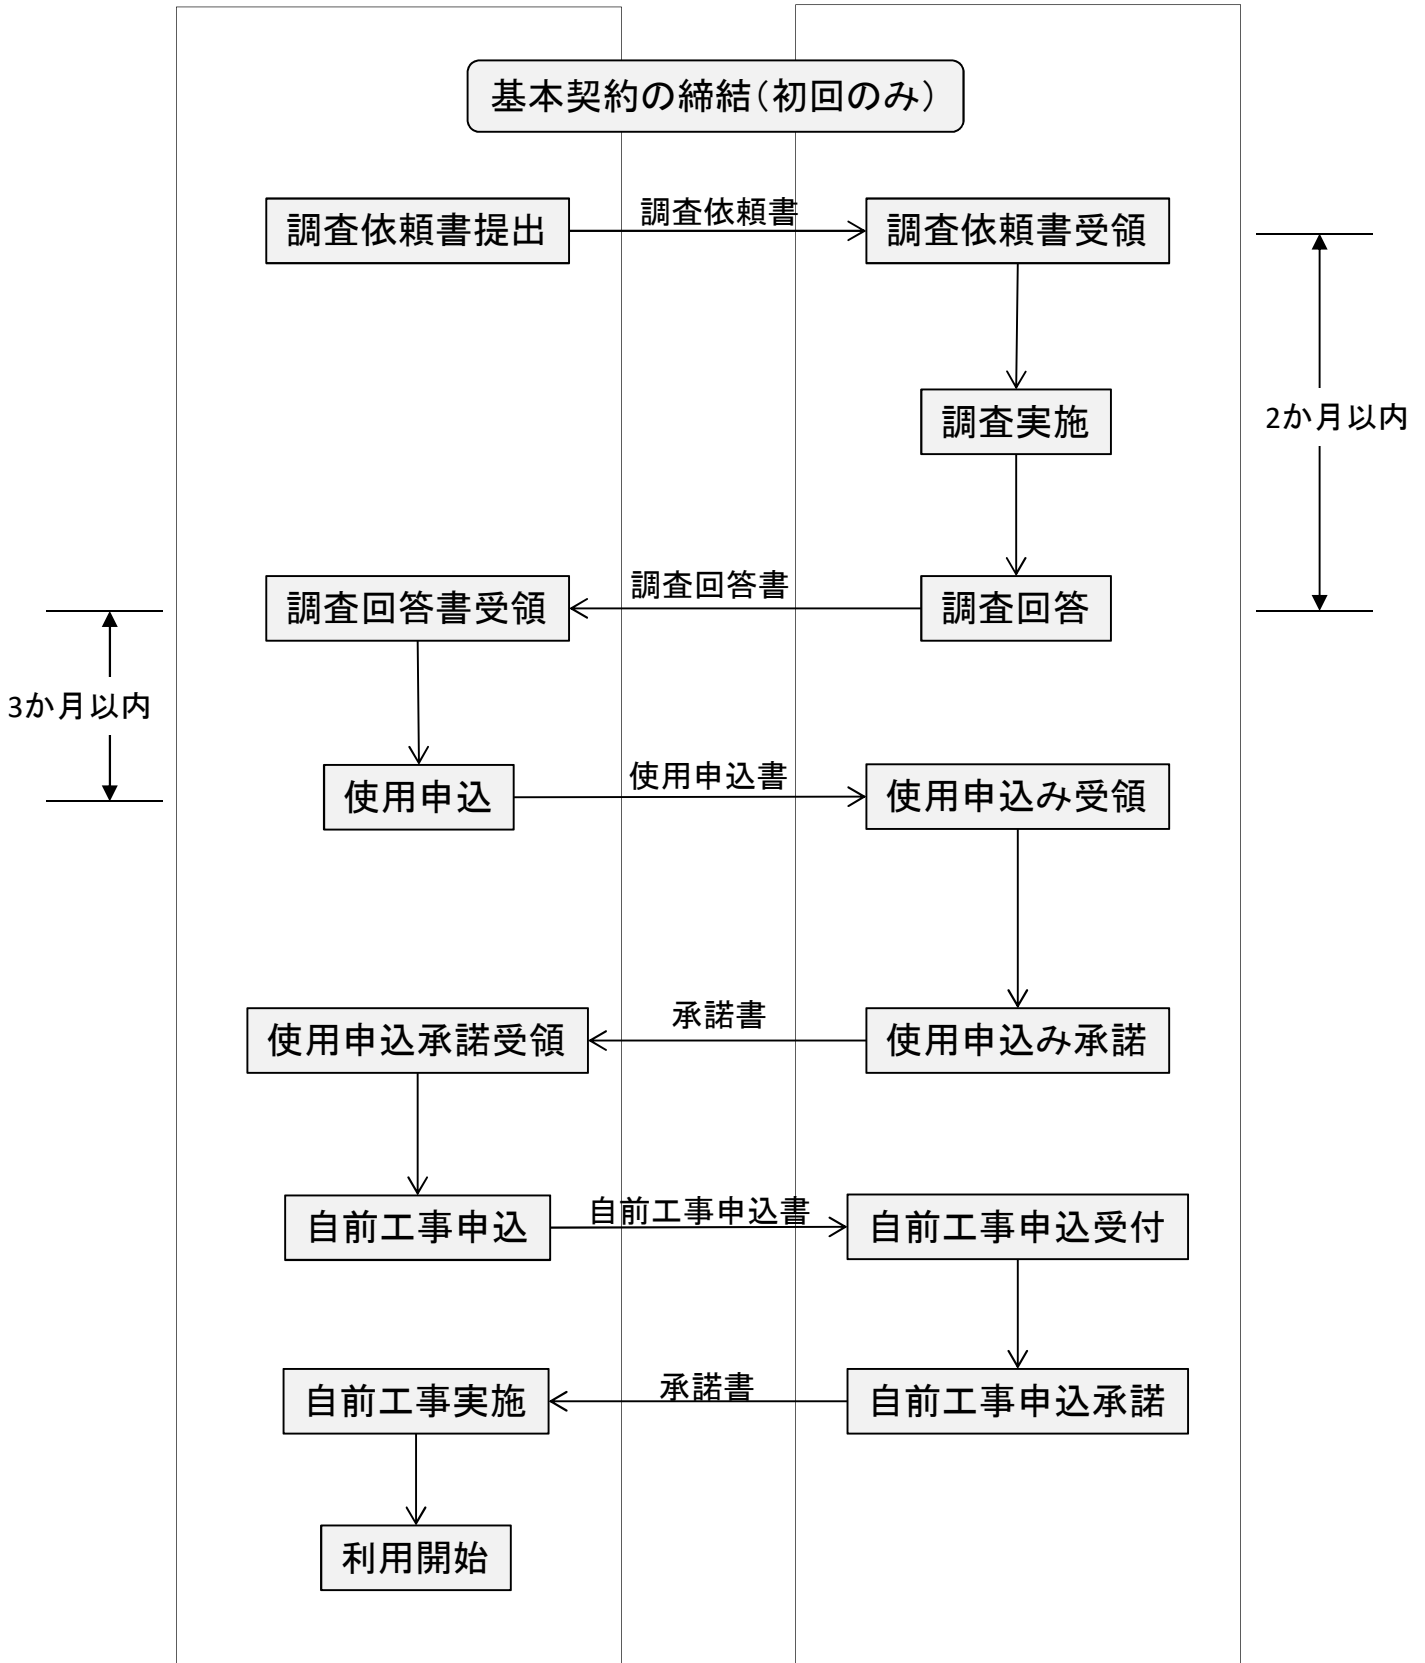 基本契約の締結（初回のみ）
調査依頼書提出
調査依頼書
調査依頼書受領
調査実施
2か月以内
調査回答書受領
調査回答書
調査回答
3か月以内
使用申込
使用申込書
使用申込み受領
使用申込承諾受領
承諾書
使用申込み承諾
自前工事申込
自前工事申込書
自前工事申込受付
自前工事実施
承諾書
自前工事申込承諾
利用開始